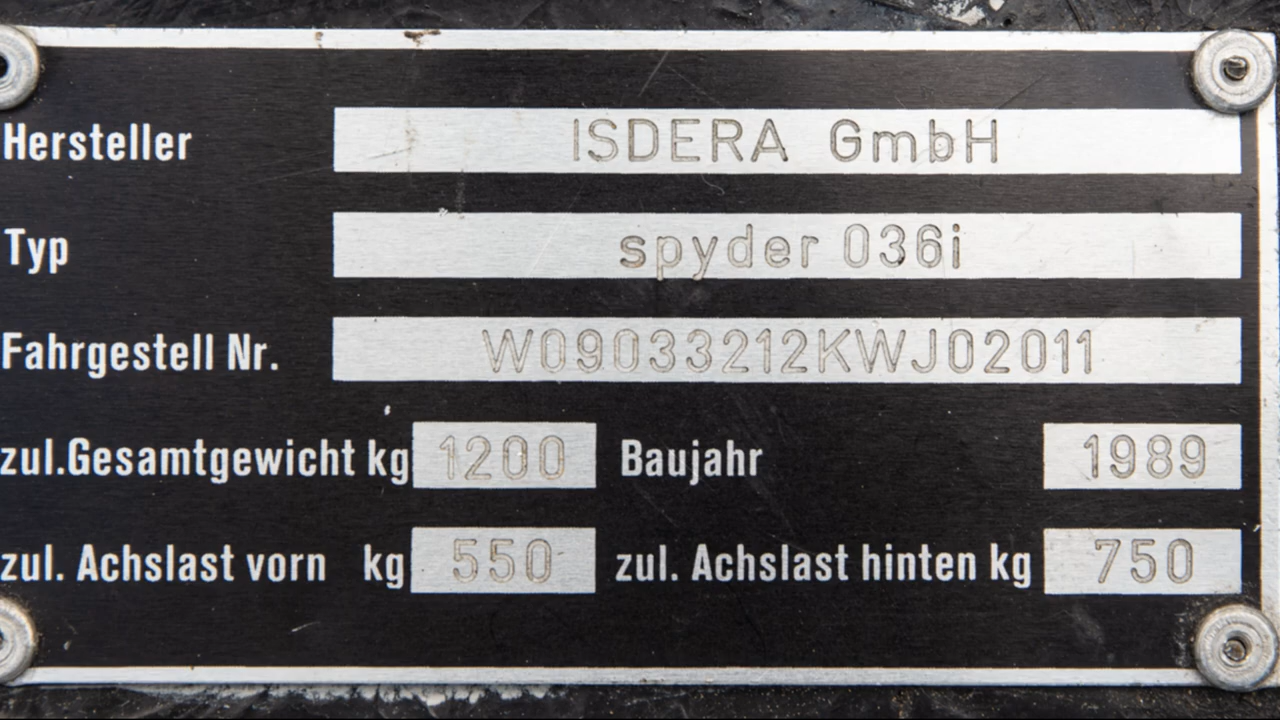 Hersteller ISDERA GmbH
Typ spyder 036i
Fahrgestell Nr. W09033212KWJ02011
zul.Gesamtgewicht kg 1200 Baujahr 1989
zul. Achslast vorn kg 550 zul. Achslast hinten kg 750